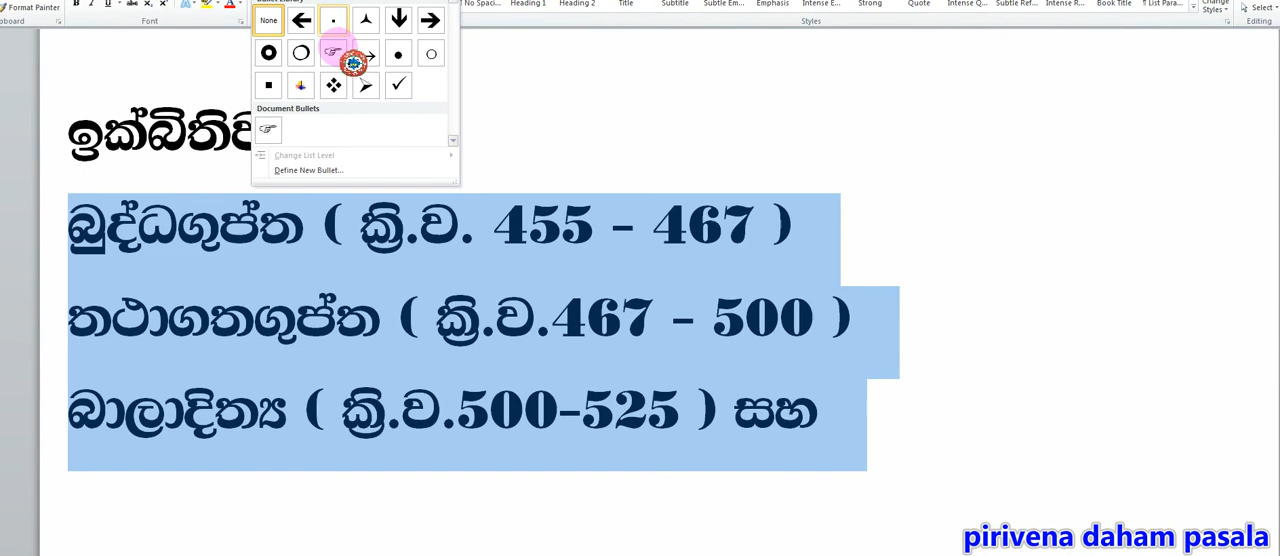 Format Painter
No Spaci... Heading 1 Heading 2 Title Subtitle Subtle Em... Emphasis Intense E... Strong Quote Intense Q... Subtle Ref... Intense R... Book Title ¶ List Para... Change Styles Select
Font Styles Editing
None
Document Bullets
Change List Level
Define New Bullet...
බුද්ධගුප්ත ( ක්‍රි.ව. 455 - 467 )
තථාගතගුප්ත ( ක්‍රි.ව.467 - 500 )
බාලාදිත්‍ය ( ක්‍රි.ව.500-525 ) සහ
pirivena daham pasala